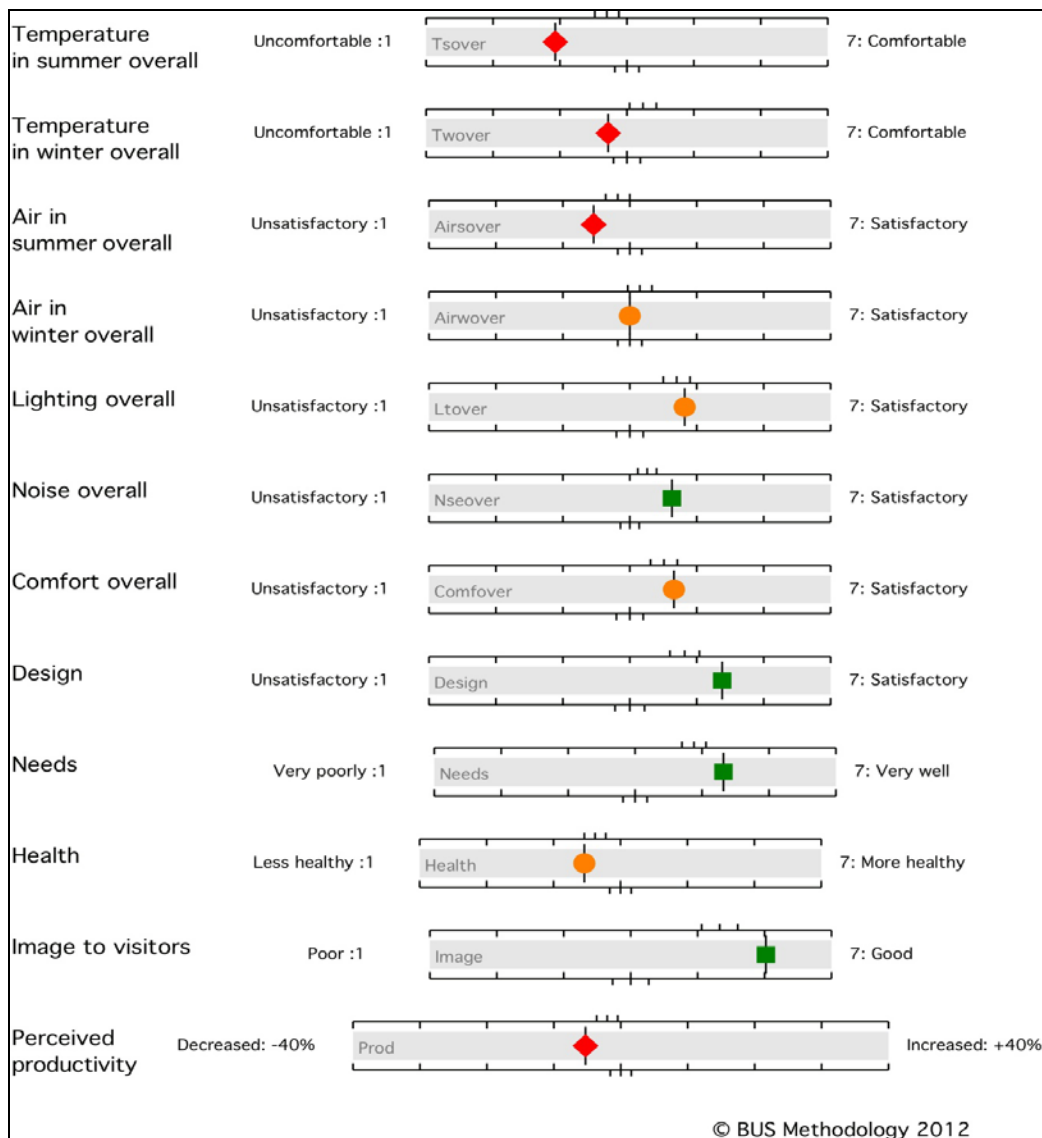 Temperature
in summer overall
Uncomfortable :1
Tsover
7: Comfortable
Temperature
in winter overall
Uncomfortable :1
Twover
7: Comfortable
Air in
summer overall
Unsatisfactory :1
Airsover
7: Satisfactory
Air in
winter overall
Unsatisfactory :1
Airwover
7: Satisfactory
Lighting overall
Unsatisfactory :1
Ltover
7: Satisfactory
Noise overall
Unsatisfactory :1
Nseover
7: Satisfactory
Comfort overall
Unsatisfactory :1
Comfover
7: Satisfactory
Design
Unsatisfactory :1
Design
7: Satisfactory
Needs
Very poorly :1
Needs
7: Very well
Health
Less healthy :1
Health
7: More healthy
Image to visitors
Poor :1
Image
7: Good
Perceived
productivity
Decreased: -40%
Prod
Increased: +40%
© BUS Methodology 2012